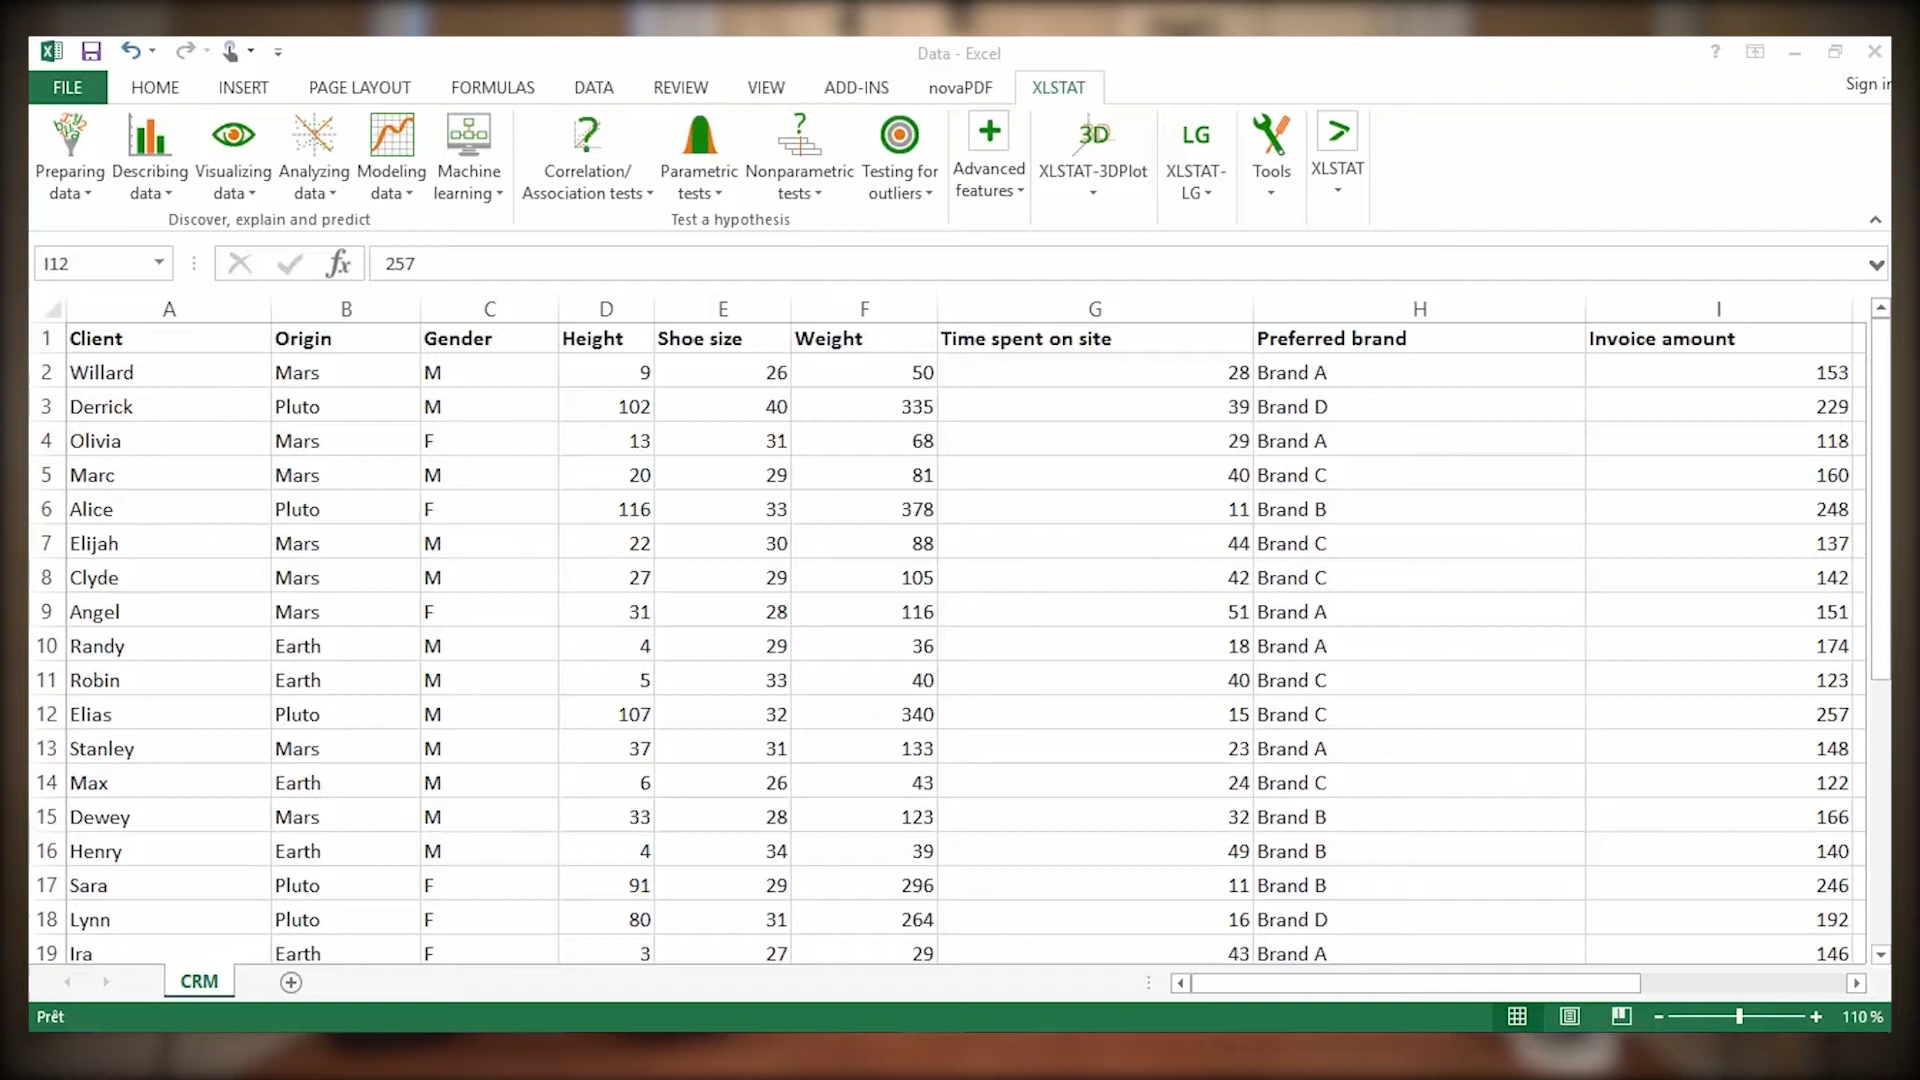 Data - Excel
FILE HOME INSERT PAGE LAYOUT FORMULAS DATA REVIEW VIEW ADD-INS novaPDF XLSTAT Sign in
Preparing data Describing data Visualizing data Analyzing data Modeling data Machine learning Correlation/ Association tests Parametric tests Nonparametric tests Testing for outliers Advanced features 3D XLSTAT-3DPlot LG XLSTAT-LG Tools XLSTAT
Discover, explain and predict Test a hypothesis
I12 fx 257
A B C D E F G H I
1 Client Origin Gender Height Shoe size Weight Time spent on site Preferred brand Invoice amount
2 Willard Mars M 9 26 50 28 Brand A 153
3 Derrick Pluto M 102 40 335 39 Brand D 229
4 Olivia Mars F 13 31 68 29 Brand A 118
5 Marc Mars M 20 29 81 40 Brand C 160
6 Alice Pluto F 116 33 378 11 Brand B 248
7 Elijah Mars M 22 30 88 44 Brand C 137
8 Clyde Mars M 27 29 105 42 Brand C 142
9 Angel Mars F 31 28 116 51 Brand A 151
10 Randy Earth M 4 29 36 18 Brand A 174
11 Robin Earth M 5 33 40 40 Brand C 123
12 Elias Pluto M 107 32 340 15 Brand C 257
13 Stanley Mars M 37 31 133 23 Brand A 148
14 Max Earth M 6 26 43 24 Brand C 122
15 Dewey Mars M 33 28 123 32 Brand B 166
16 Henry Earth M 4 34 39 49 Brand B 140
17 Sara Pluto F 91 29 296 11 Brand B 246
18 Lynn Pluto F 80 31 264 16 Brand D 192
19 Ira Earth F 3 27 29 43 Brand A 146
CRM
Prêt 110 %